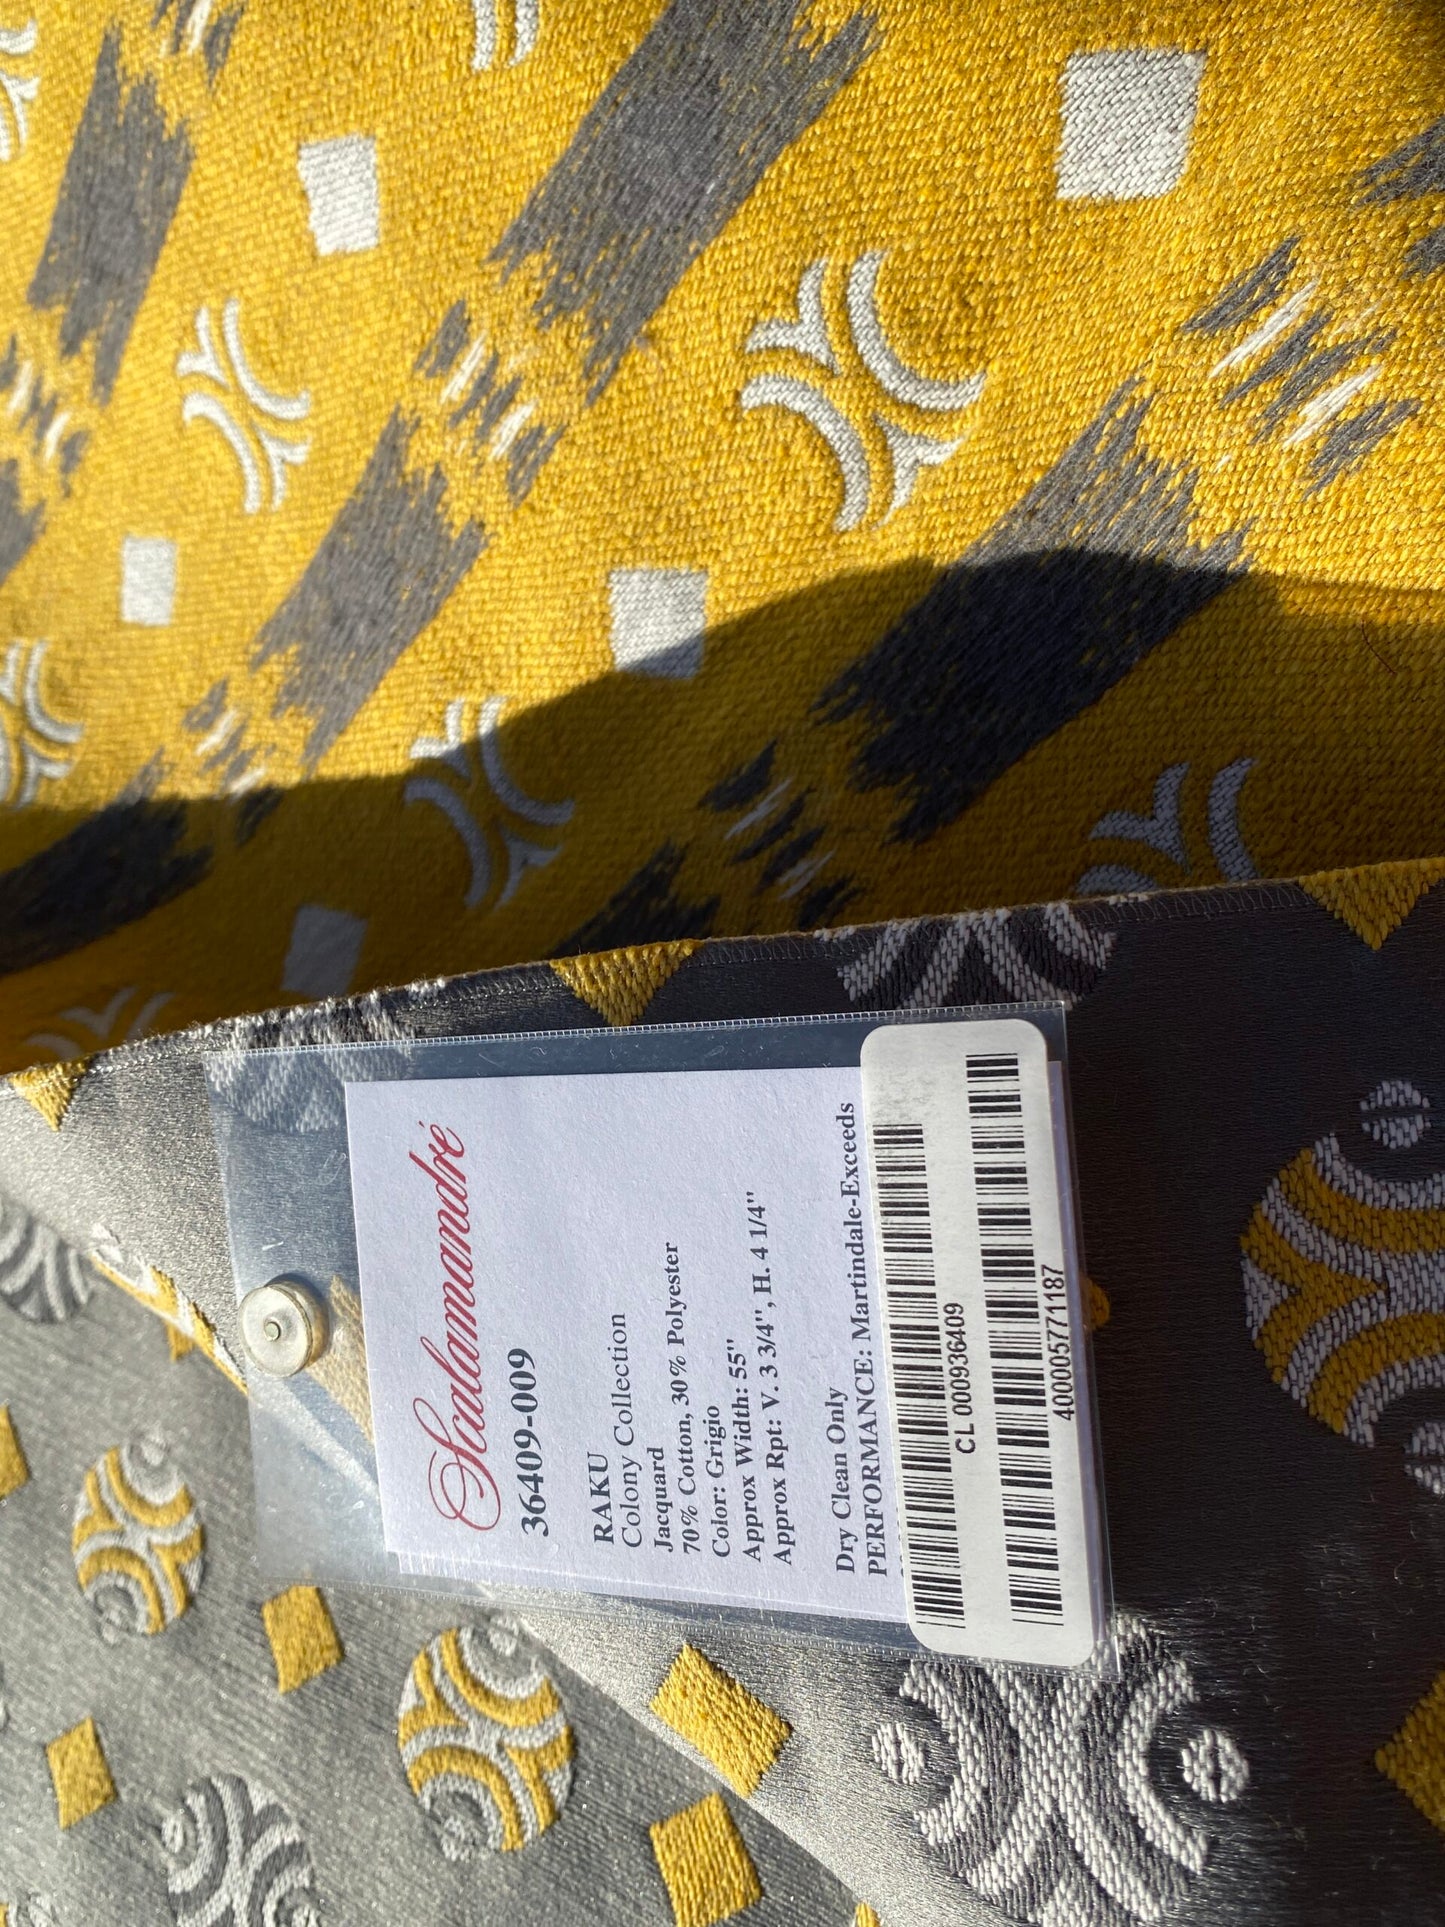 Scalamandré
36409-009
RAKU
Colony Collection
Jacquard
70% Cotton, 30% Polyester
Color: Grigio
Approx Width: 55"
Approx Rpt: V. 3 3/4", H. 4 1/4"
Dry Clean Only
PERFORMANCE: Martindale-Exceeds
CL 000936409
400005771187